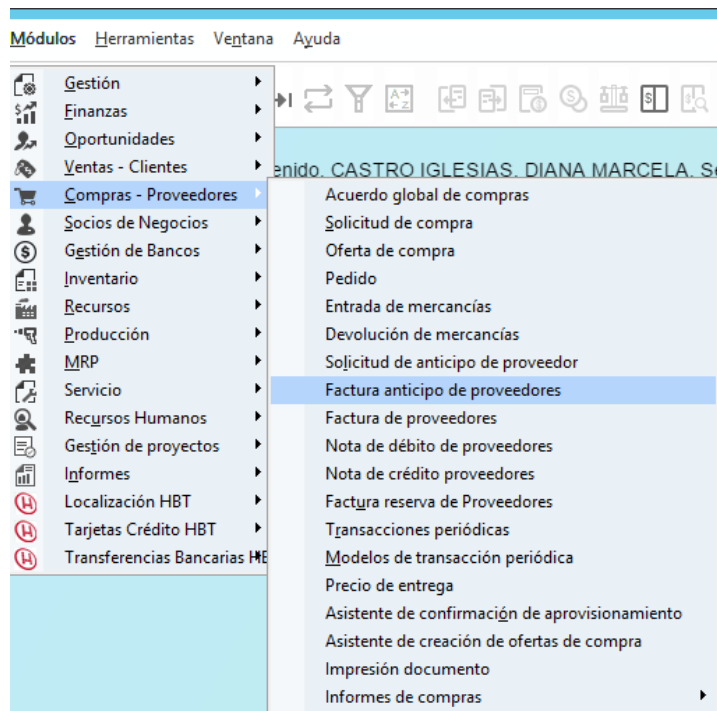 Módulos Herramientas Ventana Ayuda
Gestión
Finanzas
Oportunidades
Ventas - Clientes
enido, CASTRO IGLESIAS, DIANA MARCELA. Se
Compras - Proveedores
Socios de Negocios
Gestión de Bancos
Inventario
Recursos
Producción
MRP
Servicio
Recursos Humanos
Gestión de proyectos
Informes
Localización HBT
Tarjetas Crédito HBT
Transferencias Bancarias HB
Acuerdo global de compras
Solicitud de compra
Oferta de compra
Pedido
Entrada de mercancías
Devolución de mercancías
Solicitud de anticipo de proveedor
Factura anticipo de proveedores
Factura de proveedores
Nota de débito de proveedores
Nota de crédito proveedores
Factura reserva de Proveedores
Transacciones periódicas
Modelos de transacción periódica
Precio de entrega
Asistente de confirmación de aprovisionamiento
Asistente de creación de ofertas de compra
Impresión documento
Informes de compras